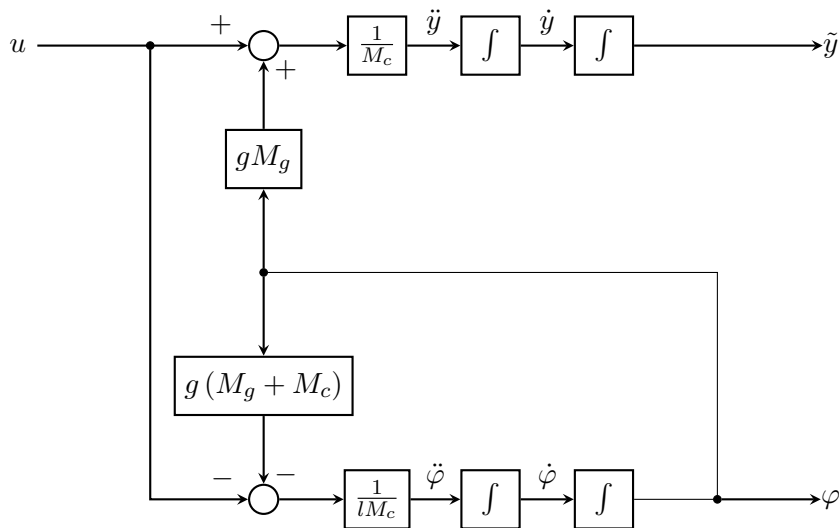 u + 1/M_c ÿ ∫ ẏ ∫ ỹ
+
gM_g
g (M_g + M_c)
− −
1/lM_c φ̈ ∫ φ̇ ∫ φ